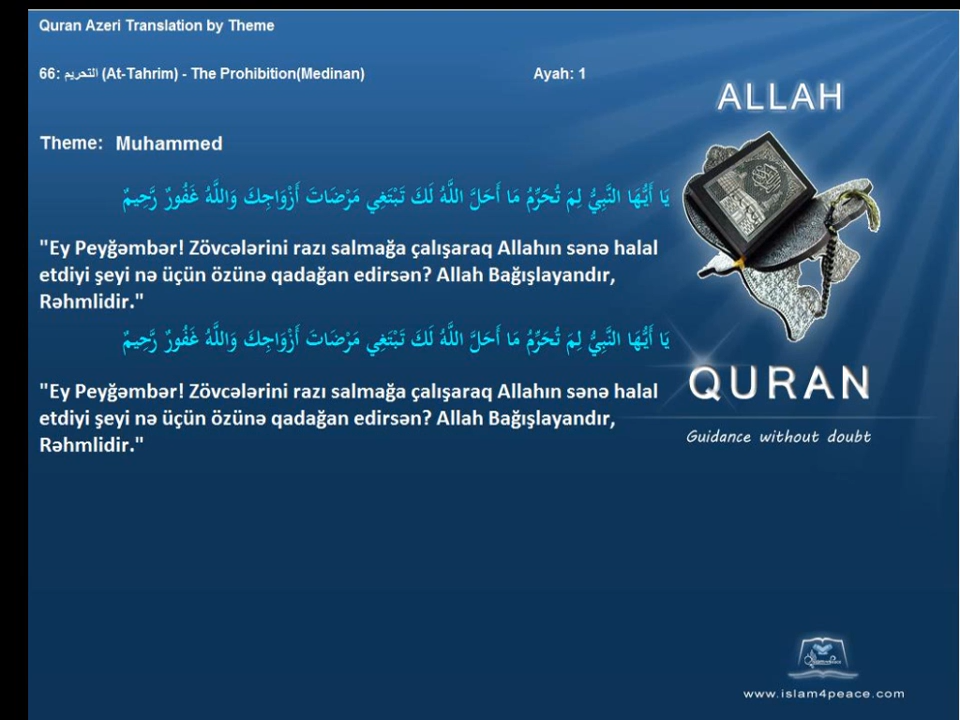 Quran Azeri Translation by Theme
66: التحريم (At-Tahrim) - The Prohibition(Medinan) Ayah: 1
ALLAH
Theme: Muhammed
يَا أَيُّهَا النَّبِيُّ لِمَ تُحَرِّمُ مَا أَحَلَّ اللَّهُ لَكَ تَبْتَغِي مَرْضَاتَ أَزْوَاجِكَ وَاللَّهُ غَفُورٌ رَّحِيمٌ
"Ey Peyğəmbər! Zövcələrini razı salmağa çalışaraq Allahın sənə halal
etdiyi şeyi nə üçün özünə qadağan edirsən? Allah Bağışlayandır,
Rəhmlidir."
يَا أَيُّهَا النَّبِيُّ لِمَ تُحَرِّمُ مَا أَحَلَّ اللَّهُ لَكَ تَبْتَغِي مَرْضَاتَ أَزْوَاجِكَ وَاللَّهُ غَفُورٌ رَّحِيمٌ
"Ey Peyğəmbər! Zövcələrini razı salmağa çalışaraq Allahın sənə halal
etdiyi şeyi nə üçün özünə qadağan edirsən? Allah Bağışlayandır,
Rəhmlidir."
QURAN
Guidance without doubt
www.islam4peace.com